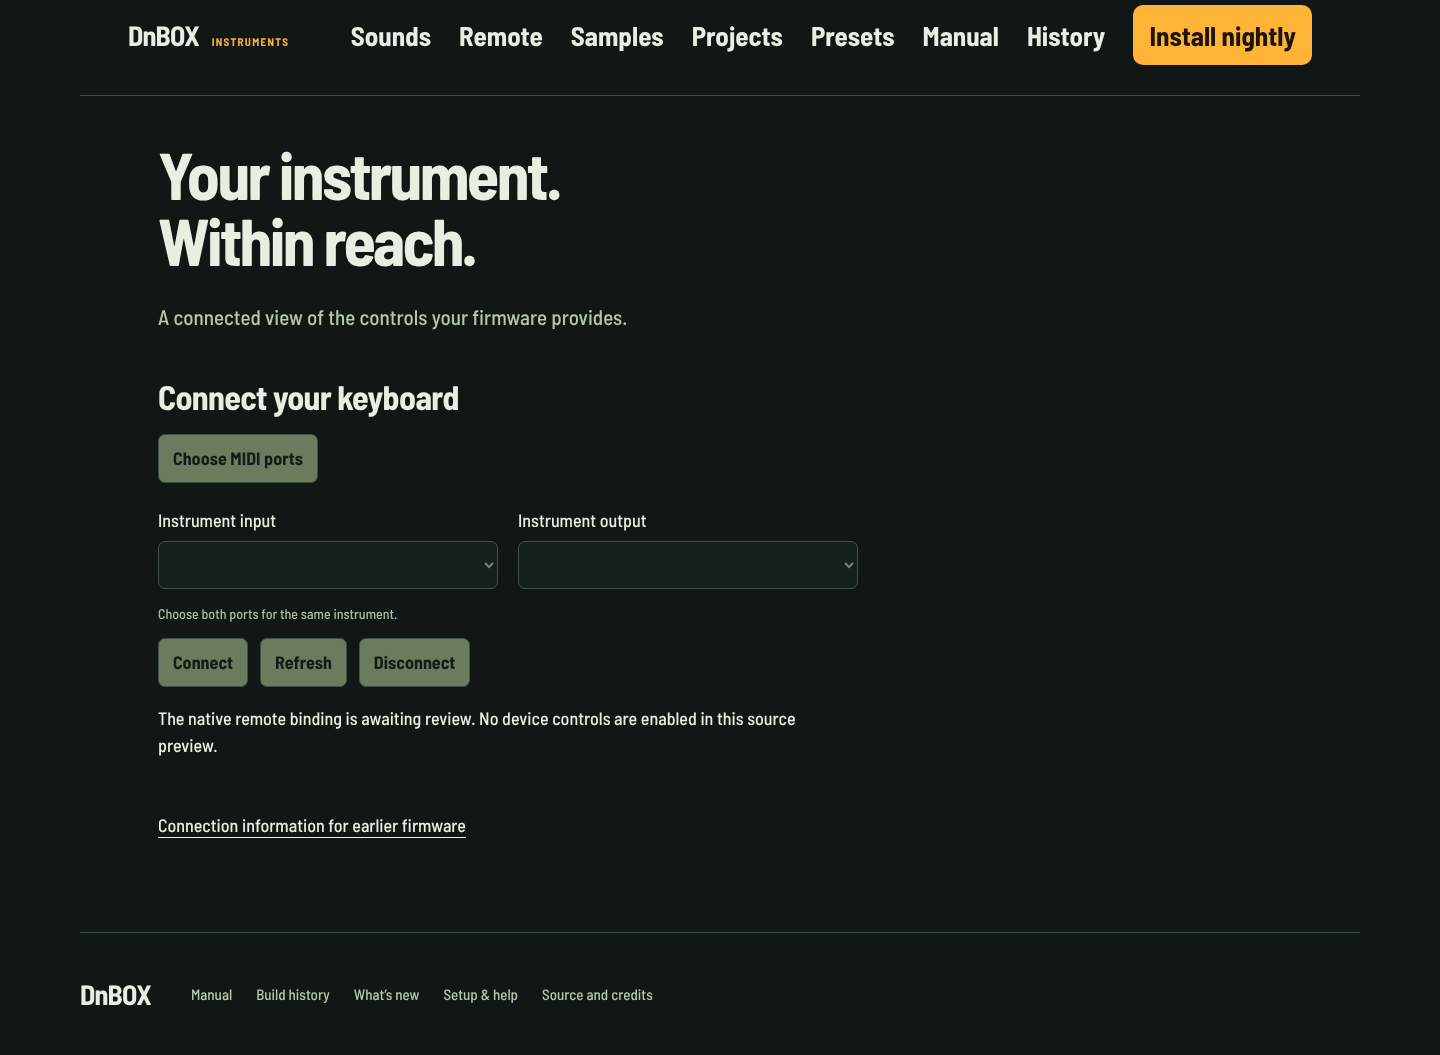 DnBOX INSTRUMENTS Sounds Remote Samples Projects Presets Manual History Install nightly
Your instrument.
Within reach.
A connected view of the controls your firmware provides.
Connect your keyboard
Choose MIDI ports
Instrument input Instrument output
Choose both ports for the same instrument.
Connect Refresh Disconnect
The native remote binding is awaiting review. No device controls are enabled in this source
preview.
Connection information for earlier firmware
DnBOX Manual Build history What’s new Setup & help Source and credits